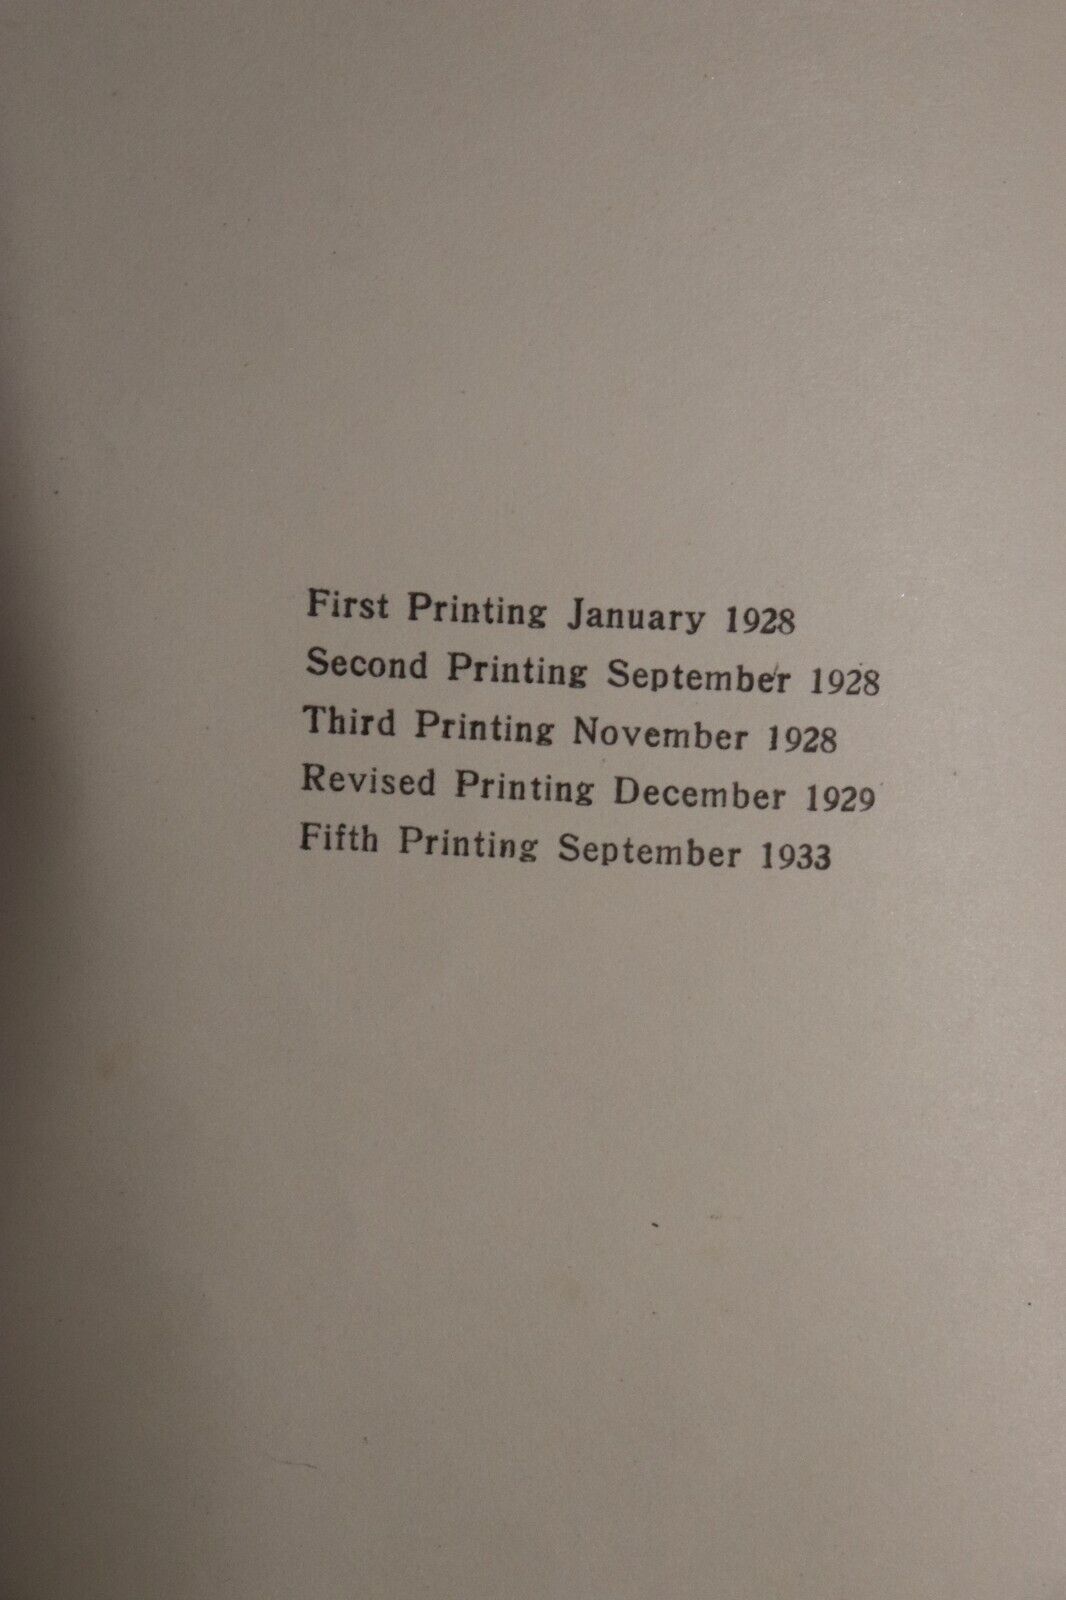 First Printing January 1928
Second Printing September 1928
Third Printing November 1928
Revised Printing December 1929
Fifth Printing September 1933